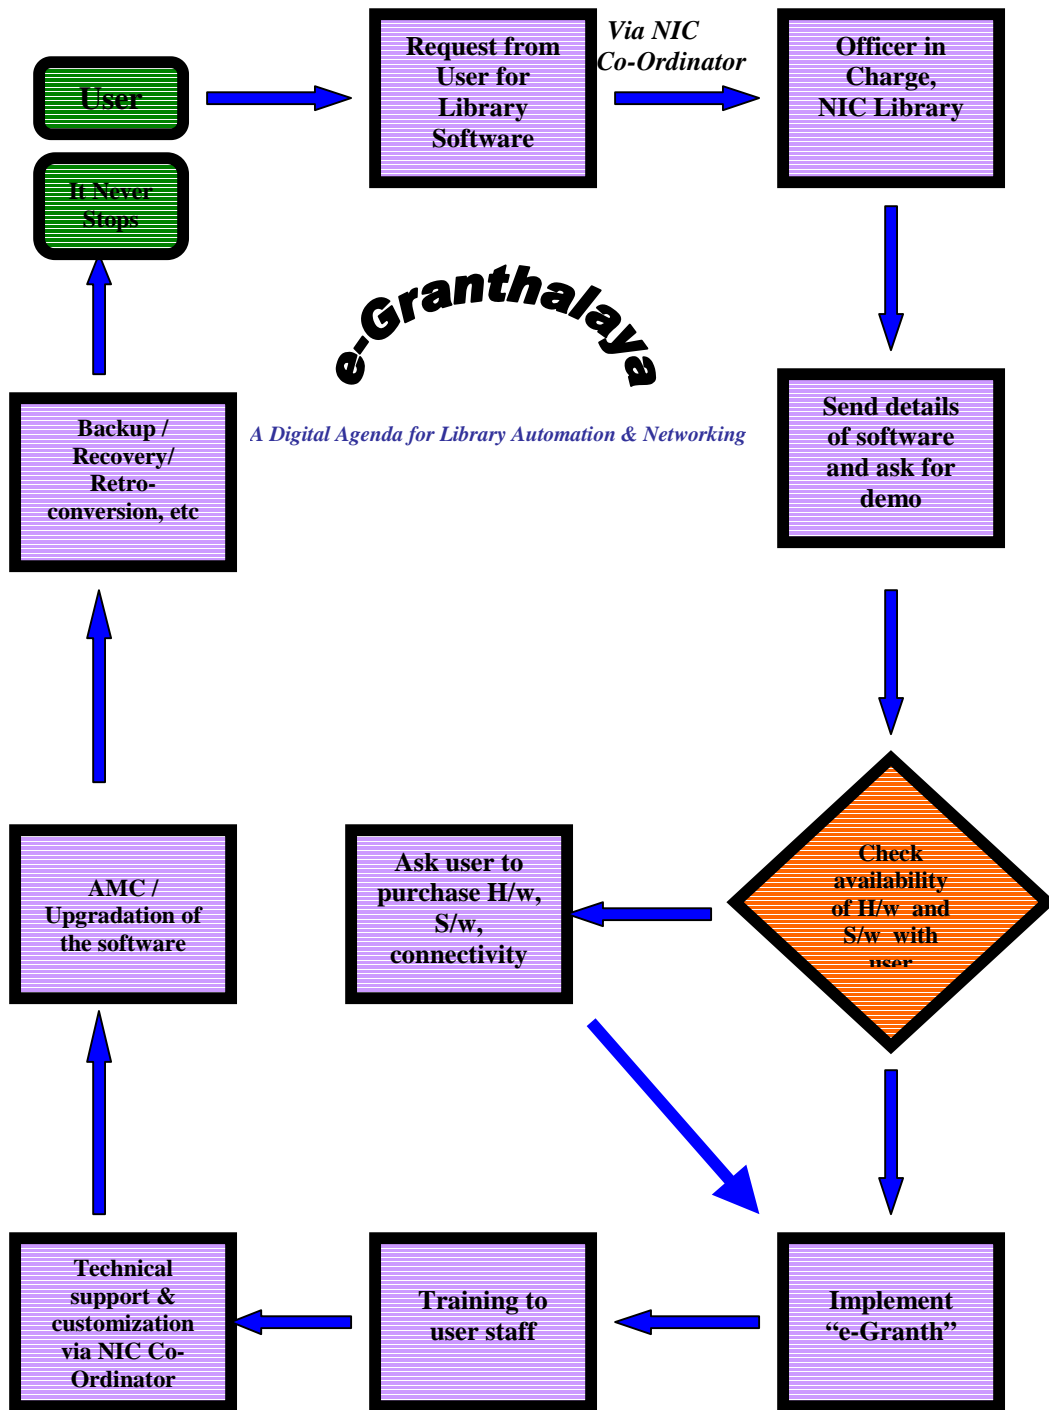 User
It Never
Stops
Request from
User for
Library
Software
Via NIC
Co-Ordinator
Officer in
Charge,
NIC Library
e-Granthalaya
A Digital Agenda for Library Automation & Networking
Send details
of software
and ask for
demo
Check
availability
of H/w and
S/w with
user
Ask user to
purchase H/w,
S/w,
connectivity
Implement
“e-Granth”
Training to
user staff
Technical
support &
customization
via NIC Co-
Ordinator
AMC /
Upgradation of
the software
Backup /
Recovery/
Retro-
conversion, etc